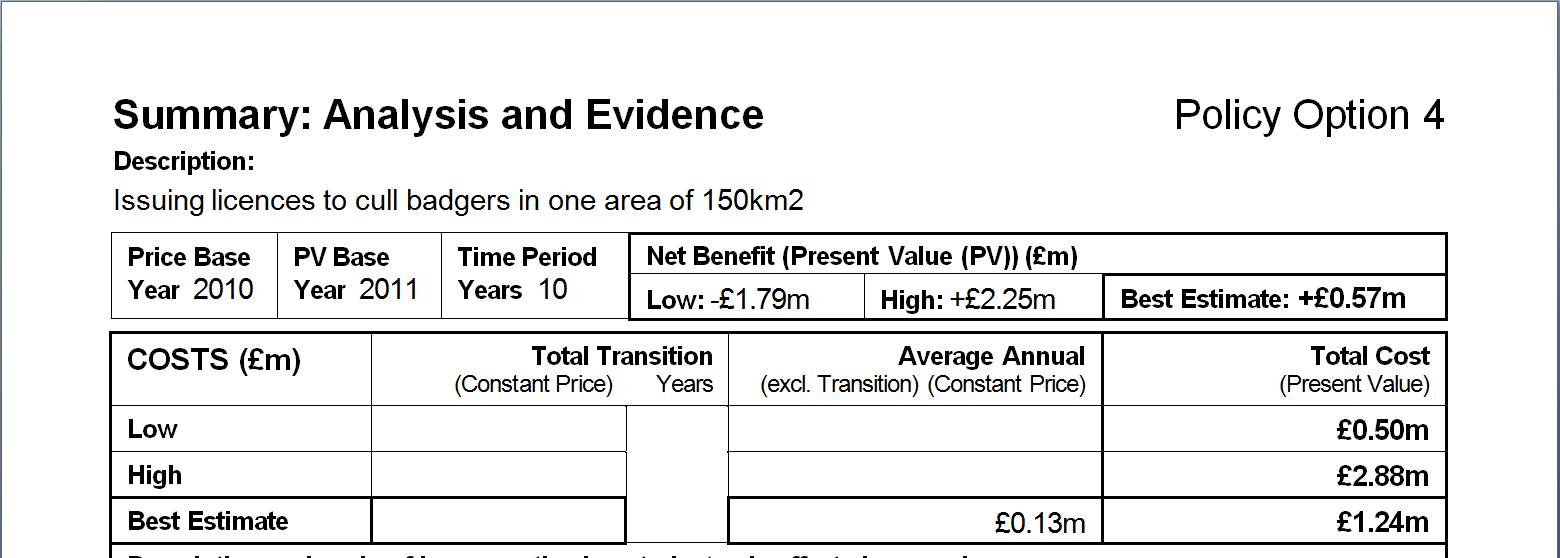 Summary: Analysis and Evidence Policy Option 4
Description:
Issuing licences to cull badgers in one area of 150km2
Price Base Year 2010
PV Base Year 2011
Time Period Years 10
Net Benefit (Present Value (PV)) (£m)
Low: -£1.79m High: +£2.25m Best Estimate: +£0.57m
COSTS (£m) Total Transition Average Annual Total Cost
(Constant Price) Years (excl. Transition) (Constant Price) (Present Value)
Low £0.50m
High £2.88m
Best Estimate £0.13m £1.24m